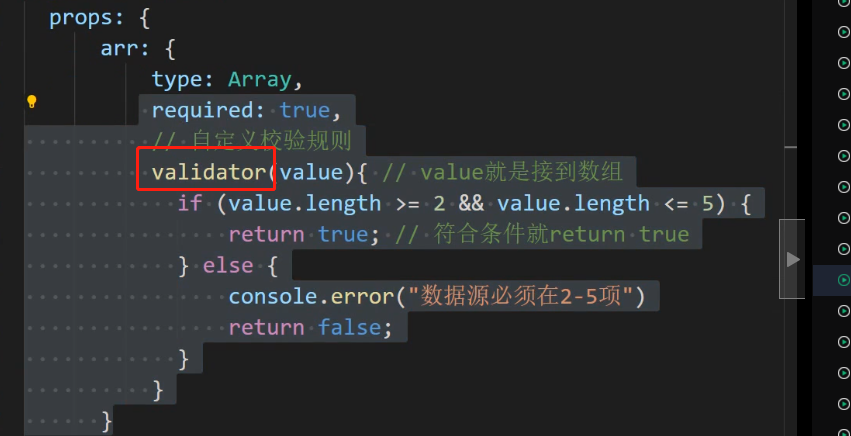 props: {
arr: {
type: Array,
required: true,
// 自定义校验规则
validator(value){ // value就是接到数组
if (value.length >= 2 && value.length <= 5) {
return true; // 符合条件就return true
} else {
console.error("数据源必须在2-5项")
return false;
}
}
}